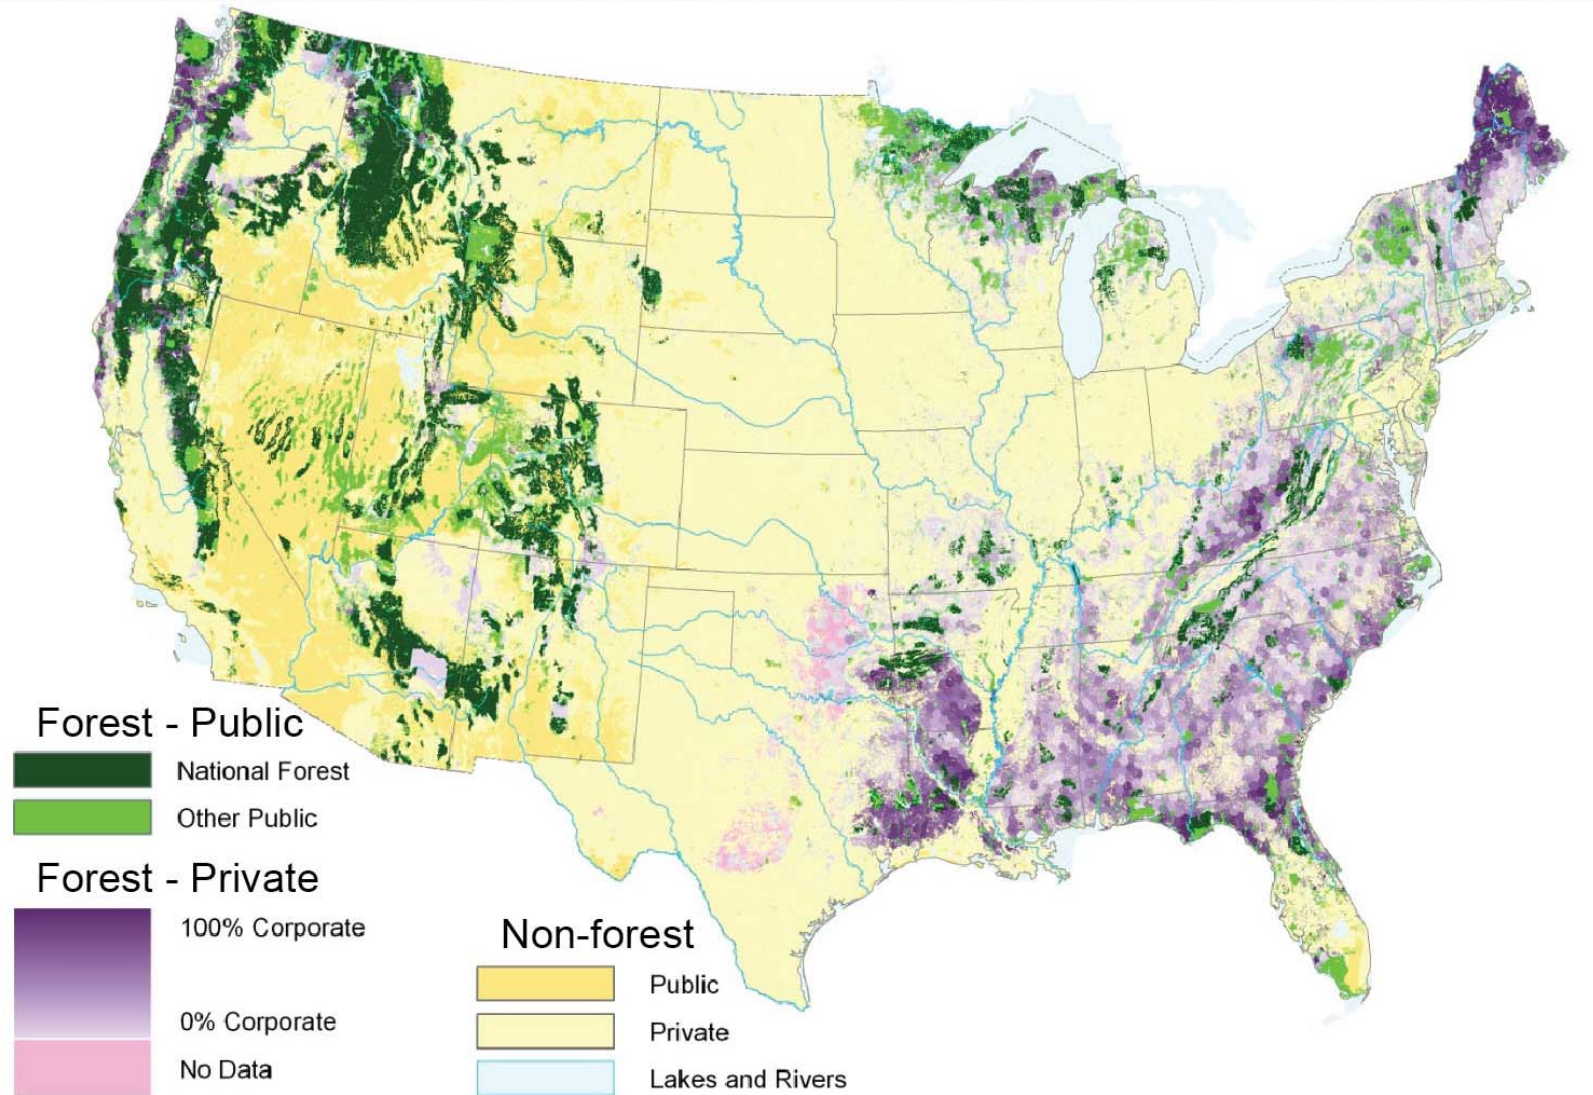 Forest - Public
National Forest
Other Public
Forest - Private
100% Corporate
0% Corporate
No Data
Non-forest
Public
Private
Lakes and Rivers